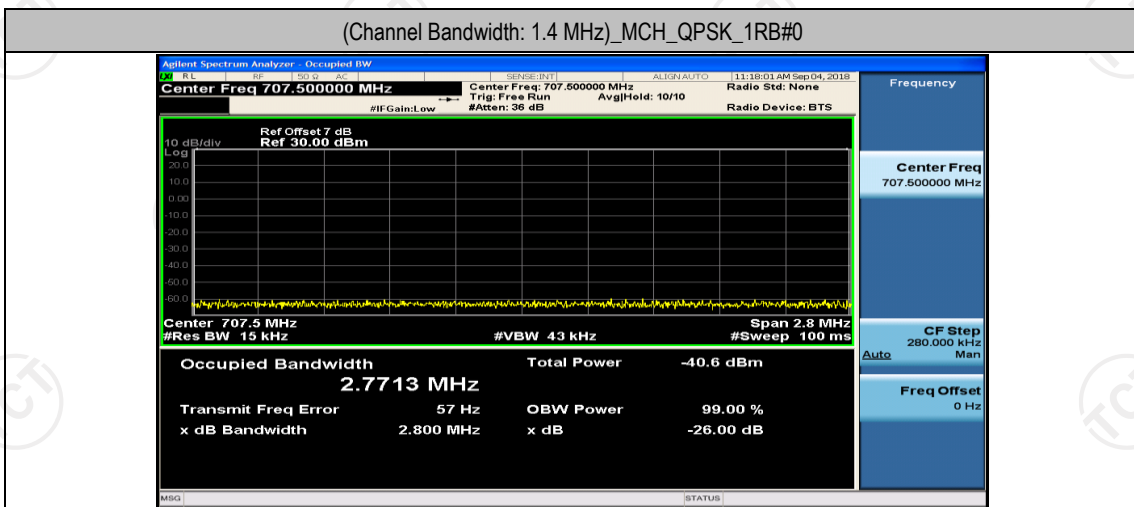 (Channel Bandwidth: 1.4 MHz)_MCH_QPSK_1RB#0
Agilent Spectrum Analyzer - Occupied BW
LXI RL RF 50 Ω AC SENSE:INT ALIGN AUTO 11:18:01 AM Sep 04, 2018
Center Freq 707.500000 MHz
Center Freq: 707.500000 MHz
Radio Std: None
Trig: Free Run Avg|Hold: 10/10
#IFGain:Low #Atten: 36 dB Radio Device: BTS
Frequency
Ref Offset 7 dB
10 dB/div Ref 30.00 dBm
Log
20.0
10.0
0.00
-10.0
-20.0
-30.0
-40.0
-50.0
-60.0
Center Freq
707.500000 MHz
Center 707.5 MHz Span 2.8 MHz
#Res BW 15 kHz #VBW 43 kHz #Sweep 100 ms
CF Step
280.000 kHz
Auto Man
Occupied Bandwidth Total Power -40.6 dBm
2.7713 MHz
Transmit Freq Error 57 Hz OBW Power 99.00 %
x dB Bandwidth 2.800 MHz x dB -26.00 dB
Freq Offset
0 Hz
MSG STATUS
TCT